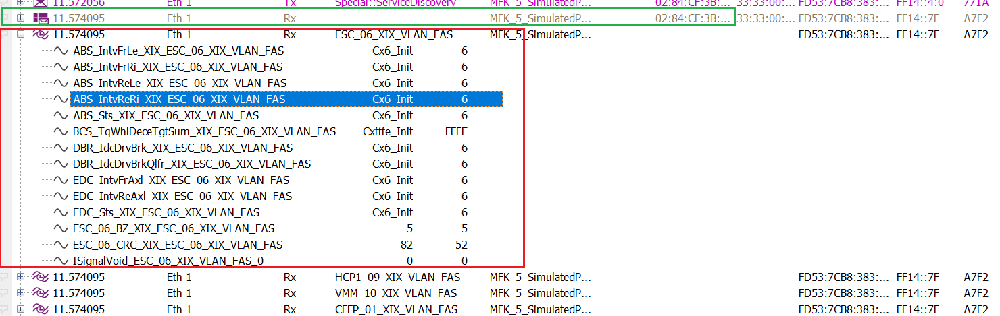 11.572056 Eth 1 Tx Special::ServiceDiscovery MFK_5_SimulatedP... 02:84:CF:3B:... 33:33:00:... FD53:7CB8:383:... FF14::4:0 771A
11.574095 Eth 1 Rx MFK_5_SimulatedP... 02:84:CF:3B:... 33:33:00:... FD53:7CB8:383:... FF14::7F A7F2
11.574095 Eth 1 Rx ESC_06_XIX_VLAN_FAS MFK_5_SimulatedP... FD53:7CB8:383:... FF14::7F A7F2
ABS_IntvFrLe_XIX_ESC_06_XIX_VLAN_FAS Cx6_Init 6
ABS_IntvFrRi_XIX_ESC_06_XIX_VLAN_FAS Cx6_Init 6
ABS_IntvReLe_XIX_ESC_06_XIX_VLAN_FAS Cx6_Init 6
ABS_IntvReRi_XIX_ESC_06_XIX_VLAN_FAS Cx6_Init 6
ABS_Sts_XIX_ESC_06_XIX_VLAN_FAS Cx6_Init 6
BCS_TqWhlDeceTgtSum_XIX_ESC_06_XIX_VLAN_FAS Cxfffe_Init FFFE
DBR_IdcDrvBrk_XIX_ESC_06_XIX_VLAN_FAS Cx6_Init 6
DBR_IdcDrvBrkQlfr_XIX_ESC_06_XIX_VLAN_FAS Cx6_Init 6
EDC_IntvFrAxl_XIX_ESC_06_XIX_VLAN_FAS Cx6_Init 6
EDC_IntvReAxl_XIX_ESC_06_XIX_VLAN_FAS Cx6_Init 6
EDC_Sts_XIX_ESC_06_XIX_VLAN_FAS Cx6_Init 6
ESC_06_BZ_XIX_ESC_06_XIX_VLAN_FAS 5 5
ESC_06_CRC_XIX_ESC_06_XIX_VLAN_FAS 82 52
ISignalVoid_ESC_06_XIX_VLAN_FAS_0 0 0
11.574095 Eth 1 Rx HCP1_09_XIX_VLAN_FAS MFK_5_SimulatedP... FD53:7CB8:383:... FF14::7F A7F2
11.574095 Eth 1 Rx VMM_10_XIX_VLAN_FAS MFK_5_SimulatedP... FD53:7CB8:383:... FF14::7F A7F2
11.574095 Eth 1 Rx CFFP_01_XIX_VLAN_FAS MFK_5_SimulatedP... FD53:7CB8:383:... FF14::7F A7F2